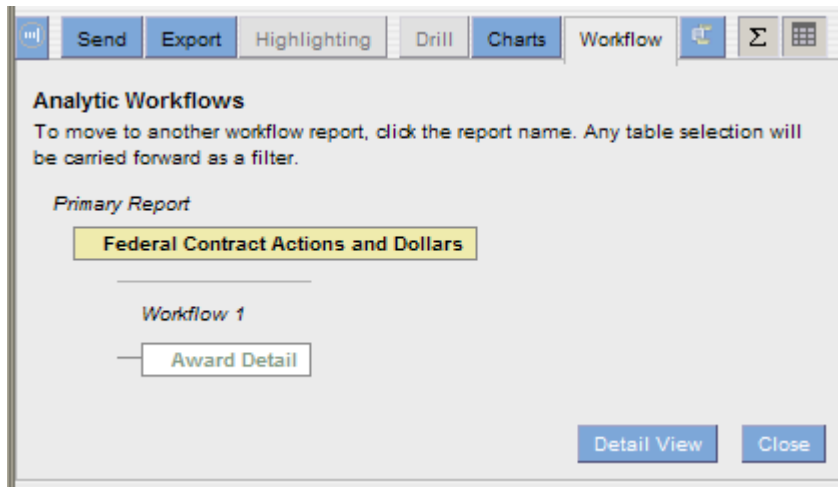 Send Export Highlighting Drill Charts Workflow Σ
Analytic Workflows
To move to another workflow report, click the report name. Any table selection will
be carried forward as a filter.
Primary Report
Federal Contract Actions and Dollars
Workflow 1
Award Detail
Detail View Close